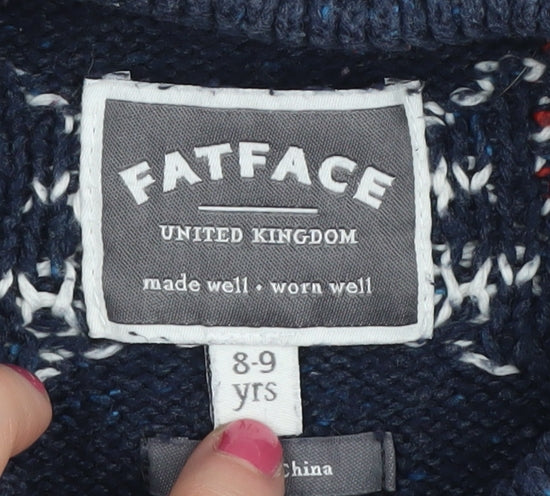 FATFACE
UNITED KINGDOM
made well • worn well
8-9
yrs
China